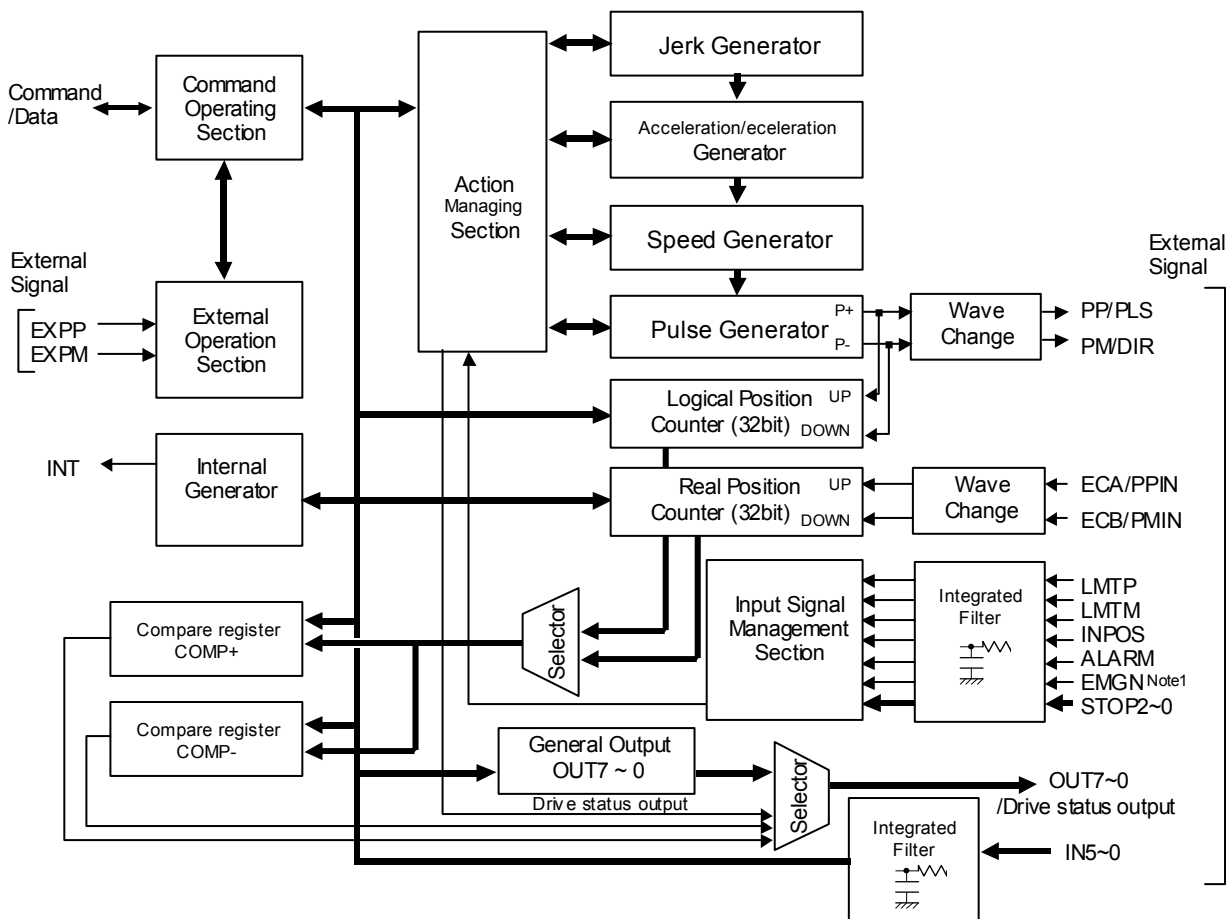 Command
/Data
Command
Operating
Section
Action
Managing
Section
Jerk Generator
Acceleration/eceleration
Generator
Speed Generator
Pulse Generator
P+
P-
Wave
Change
External
Signal
PP/PLS
PM/DIR
External
Signal
EXPP
EXPM
External
Operation
Section
Logical Position
Counter (32bit)
UP
DOWN
INT
Internal
Generator
Real Position
Counter (32bit)
UP
DOWN
Wave
Change
ECA/PPIN
ECB/PMIN
Compare register
COMP+
Selector
Input Signal
Management
Section
Integrated
Filter
LMTP
LMTM
INPOS
ALARM
EMGN Note1
STOP2~0
Compare register
COMP-
General Output
OUT7 ~ 0
Drive status output
Selector
OUT7~0
/Drive status output
Integrated
Filter
IN5~0